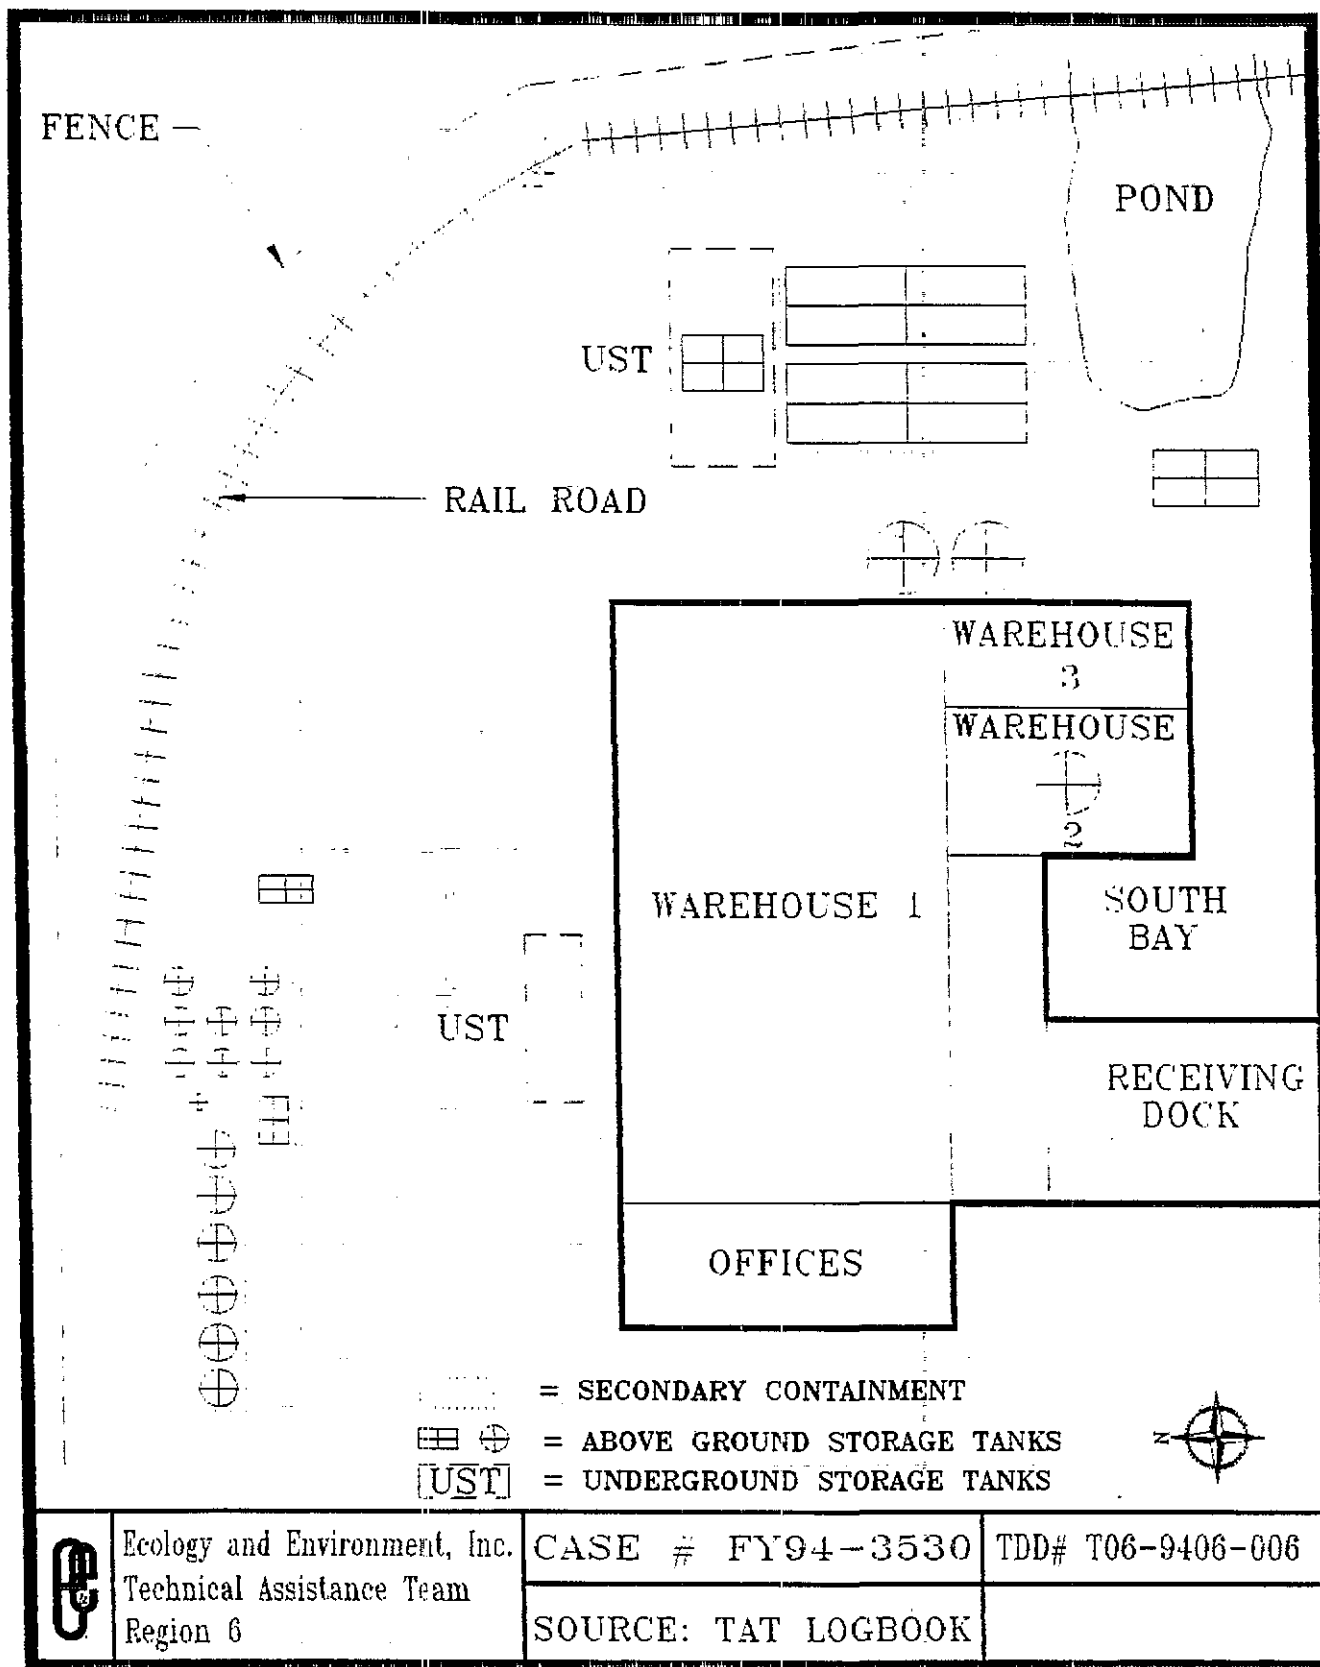 FENCE
POND
UST
RAIL ROAD
WAREHOUSE
3
WAREHOUSE
2
WAREHOUSE 1
SOUTH
BAY
UST
RECEIVING
DOCK
OFFICES
= SECONDARY CONTAINMENT
= ABOVE GROUND STORAGE TANKS
UST = UNDERGROUND STORAGE TANKS
N
Ecology and Environment, Inc.
Technical Assistance Team
Region 6
CASE # FY94-3530
TDD# T06-9406-006
SOURCE: TAT LOGBOOK